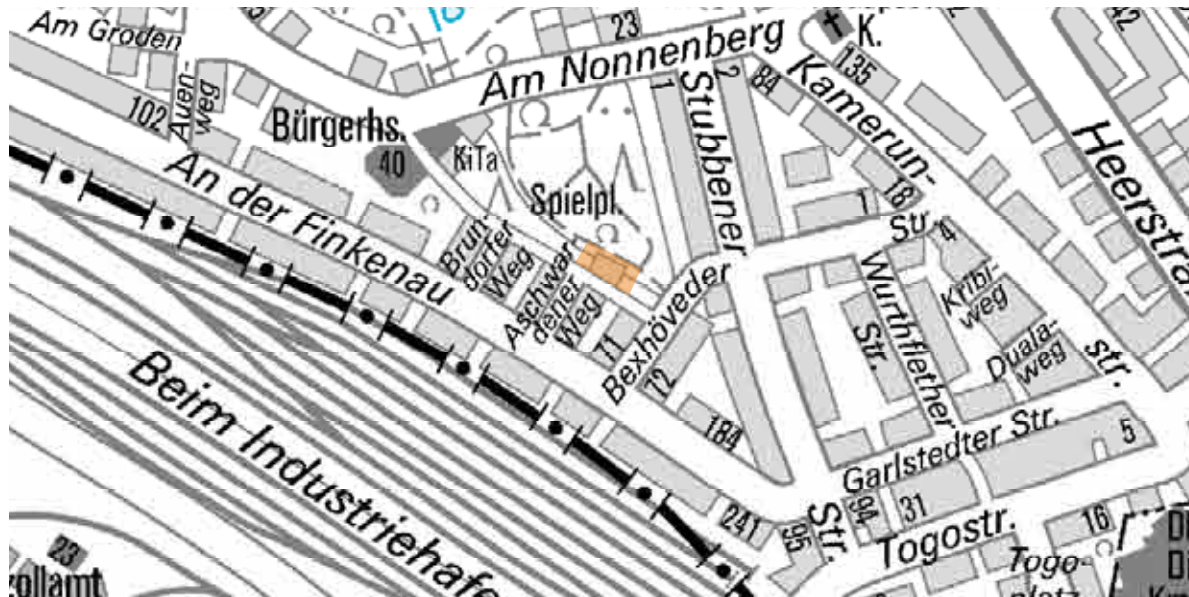 Am Groden
23
Am Nonnenberg
K.
135
42
102
Auen-
weg
Bürgerhs.
40
KiTa
1
Stubbener
2
84
Kamerun-
Heerstra
An der Finkenau
Spielpl.
18
1
Str.
4
Brun-
dorfer
Weg
Aschwar
dener
Weg
71
Bexhöveder
72
184
Wurthflether
Str.
Kribi-
weg
Duala-
weg
str.
Beim Industriehafe
Garlstedter Str.
5
94
31
241
95
Str.
Togostr.
16
Togo-
platz
23
zollamt